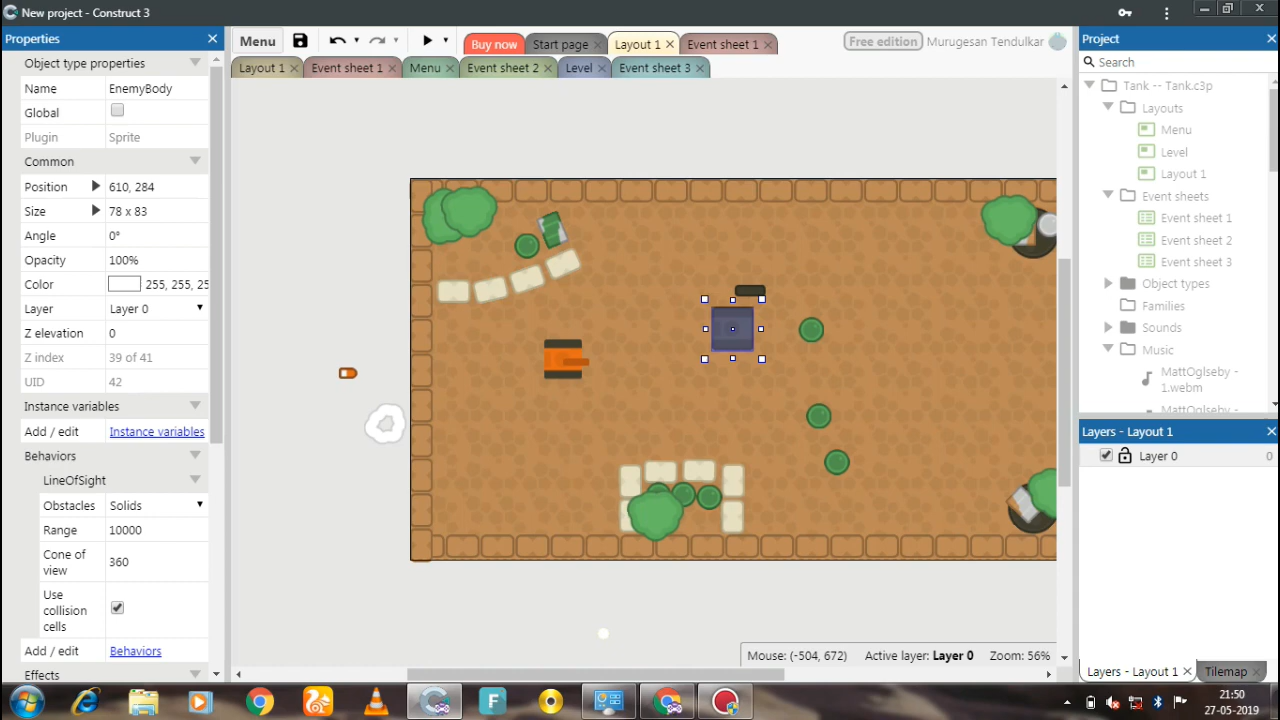 New project - Construct 3
Properties
Object type properties
Name EnemyBody
Global
Plugin Sprite
Common
Position 610, 284
Size 78 x 83
Angle 0°
Opacity 100%
Color 255, 255, 25
Layer Layer 0
Z elevation 0
Z index 39 of 41
UID 42
Instance variables
Add / edit Instance variables
Behaviors
LineOfSight
Obstacles Solids
Range 10000
Cone of view 360
Use collision cells
Add / edit Behaviors
Effects
Menu
Buy now Start page Layout 1 Event sheet 1
Free edition Murugesan Tendulkar
Layout 1 Event sheet 1 Menu Event sheet 2 Level Event sheet 3
Mouse: (-504, 672) Active layer: Layer 0 Zoom: 56%
Project
Search
Tank -- Tank.c3p
Layouts
Menu
Level
Layout 1
Event sheets
Event sheet 1
Event sheet 2
Event sheet 3
Object types
Families
Sounds
Music
MattOglseby -
1.webm
MattOglseby -
Layers - Layout 1
Layer 0 0
Layers - Layout 1 Tilemap
21:50
27-05-2019